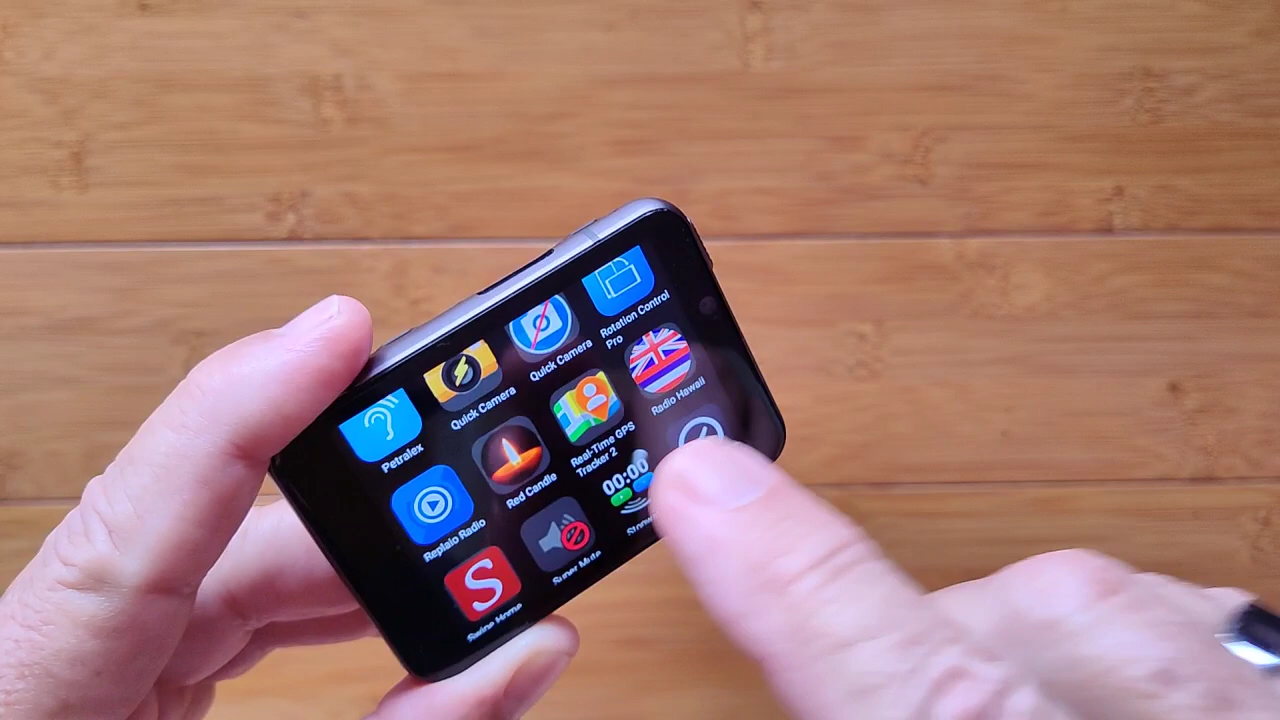 Petralex
Quick Camera
Quick Camera
Rotation Control
Pro
Replaio Radio
Red Candle
Real-Time GPS
Tracker 2
Radio Hawaii
S
Super Mute
00:00
Home